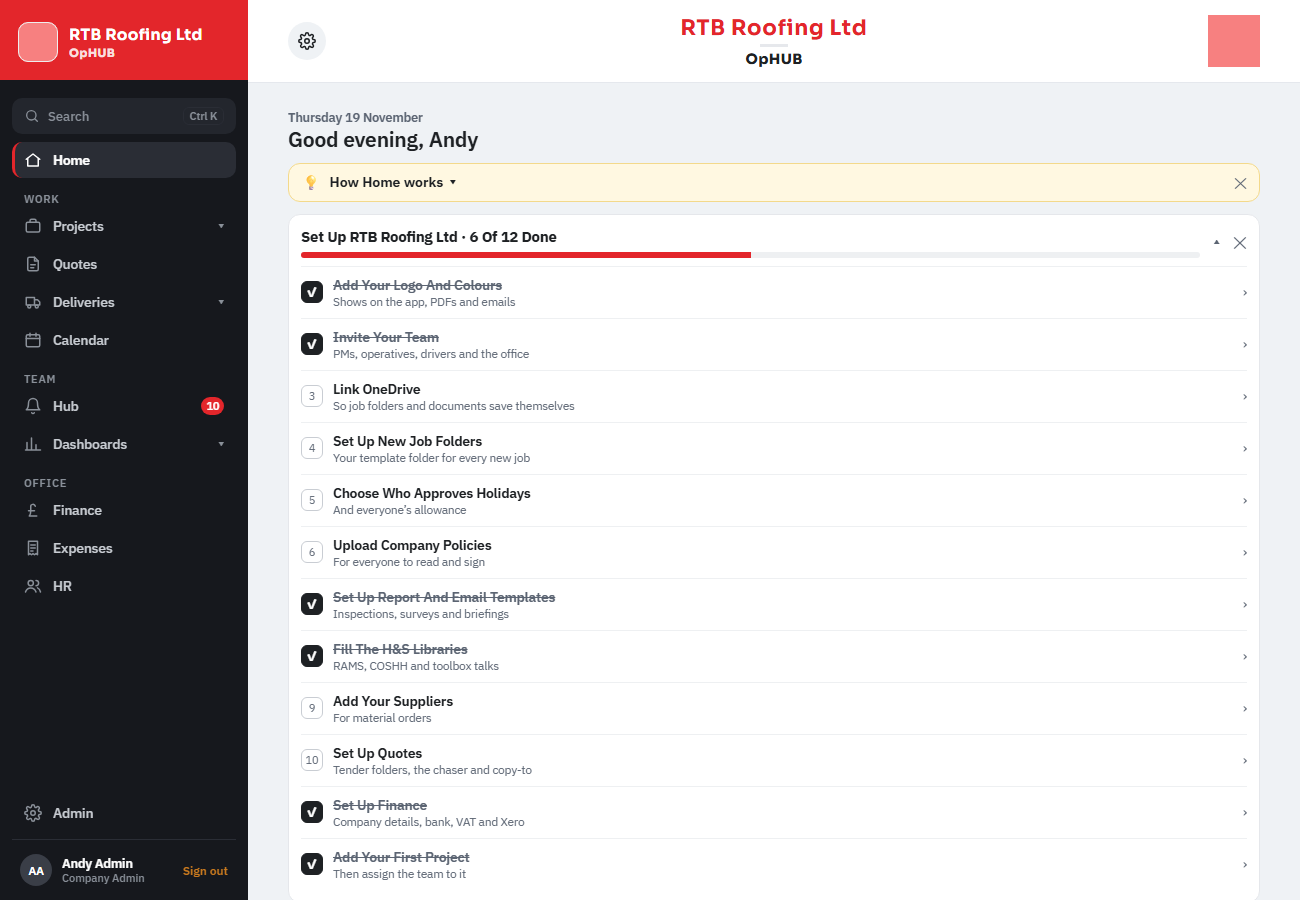 RTB Roofing Ltd
OpHUB
Search
Ctrl K
Home
WORK
Projects
Quotes
Deliveries
Calendar
TEAM
Hub
10
Dashboards
OFFICE
£
Finance
Expenses
HR
Admin
AA
Andy Admin
Company Admin
Sign out
RTB Roofing Ltd
OpHUB
Thursday 19 November
Good evening, Andy
How Home works
Set Up RTB Roofing Ltd · 6 Of 12 Done
Add Your Logo And Colours
Shows on the app, PDFs and emails
Invite Your Team
PMs, operatives, drivers and the office
3
Link OneDrive
So job folders and documents save themselves
4
Set Up New Job Folders
Your template folder for every new job
5
Choose Who Approves Holidays
And everyone's allowance
6
Upload Company Policies
For everyone to read and sign
Set Up Report And Email Templates
Inspections, surveys and briefings
Fill The H&S Libraries
RAMS, COSHH and toolbox talks
9
Add Your Suppliers
For material orders
10
Set Up Quotes
Tender folders, the chaser and copy-to
Set Up Finance
Company details, bank, VAT and Xero
Add Your First Project
Then assign the team to it